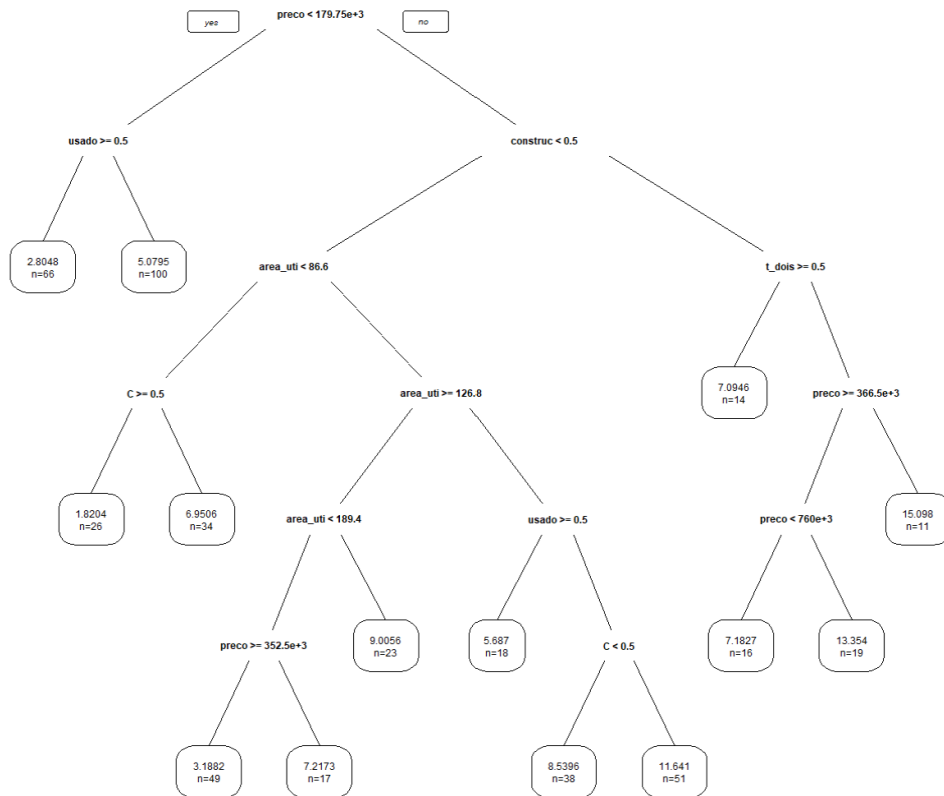 preco < 179.75e+3
yes
no
usado >= 0.5
construc < 0.5
2.8048
n=66
5.0795
n=100
area_uti < 86.6
t_dois >= 0.5
C >= 0.5
area_uti >= 126.8
7.0946
n=14
preco >= 366.5e+3
1.8204
n=26
6.9506
n=34
area_uti < 189.4
usado >= 0.5
preco < 760e+3
15.098
n=11
preco >= 352.5e+3
9.0056
n=23
5.687
n=18
C < 0.5
7.1827
n=16
13.354
n=19
3.1882
n=49
7.2173
n=17
8.5396
n=38
11.641
n=51